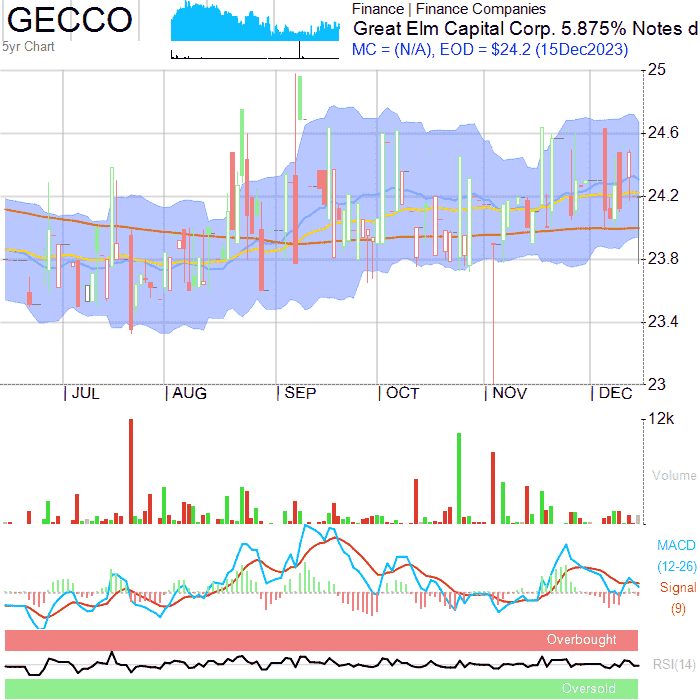 GECCO
5yr Chart
Finance | Finance Companies
Great Elm Capital Corp. 5.875% Notes d
MC = (N/A), EOD = $24.2 (15Dec2023)
25
24.6
24.2
23.8
23.4
23
JUL AUG SEP OCT NOV DEC
12k
Volume
MACD
(12-26)
Signal
(9)
Overbought
RSI(14)
Oversold